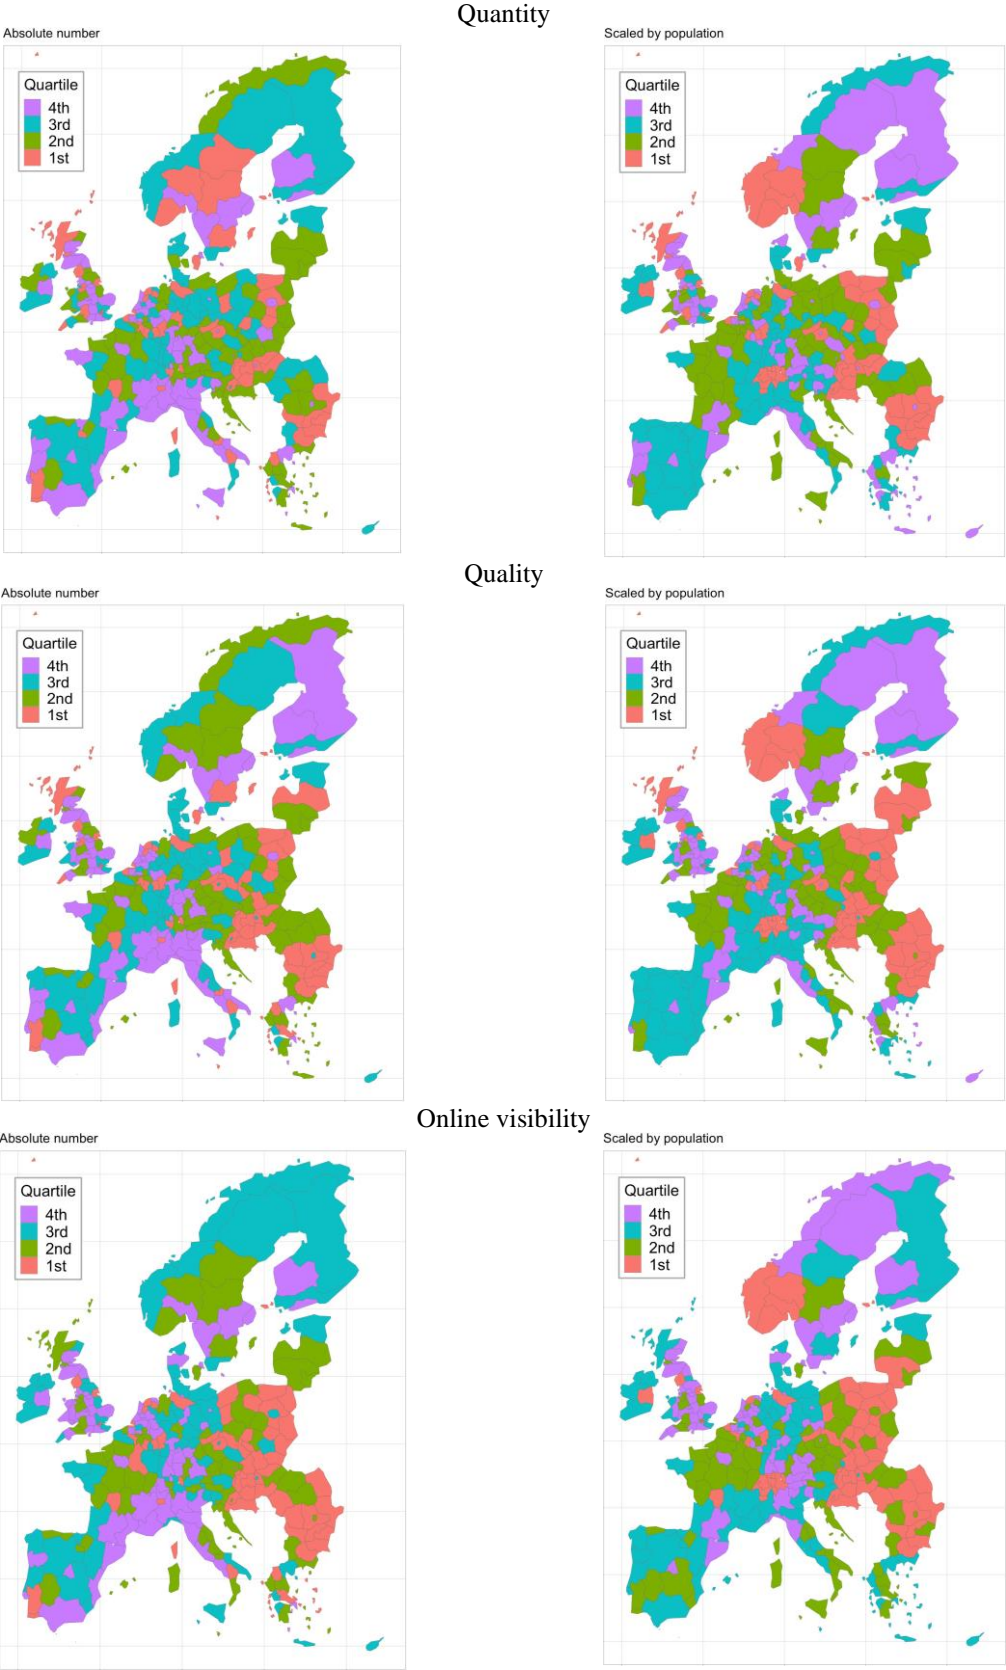 Quantity
Absolute number
Scaled by population
Quartile
4th
3rd
2nd
1st
Quartile
4th
3rd
2nd
1st
Quality
Absolute number
Scaled by population
Quartile
4th
3rd
2nd
1st
Quartile
4th
3rd
2nd
1st
Online visibility
Absolute number
Scaled by population
Quartile
4th
3rd
2nd
1st
Quartile
4th
3rd
2nd
1st